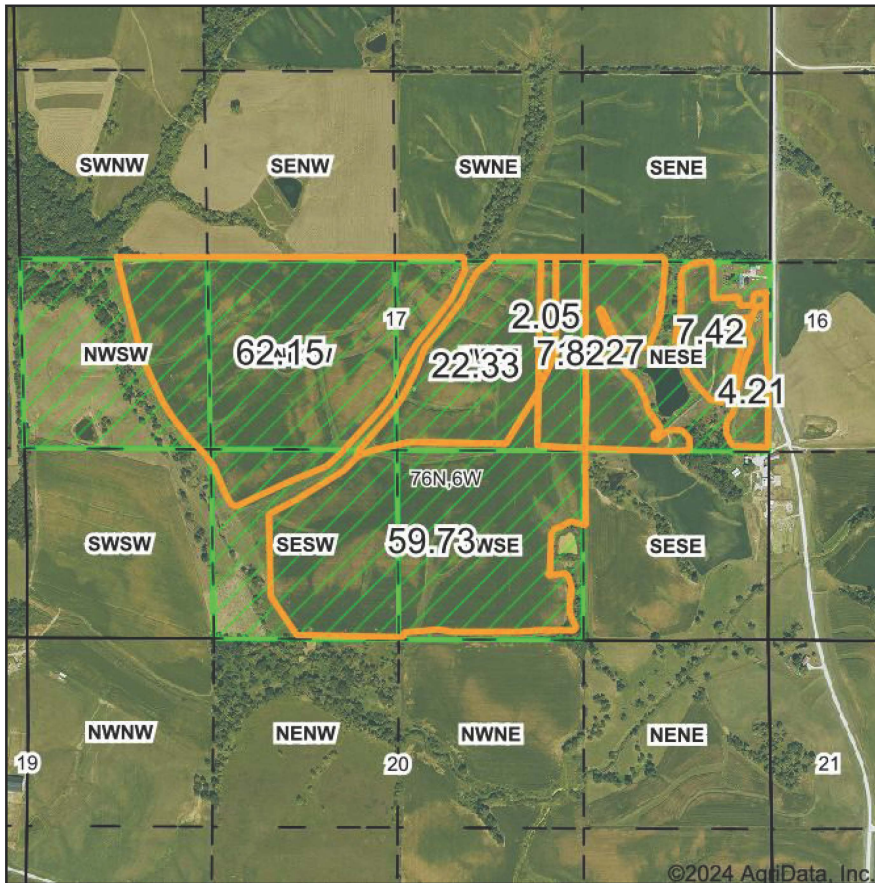 SWNW
SENW
SWNE
SENE
17
16
2.05
7.42
NWSW
62.15
22.33
NESE
4.21
76N,6W
SWSW
SESW
59.73
SESE
NWNW
NENW
NWNE
NENE
19
20
21
©2024 AgriData, Inc.